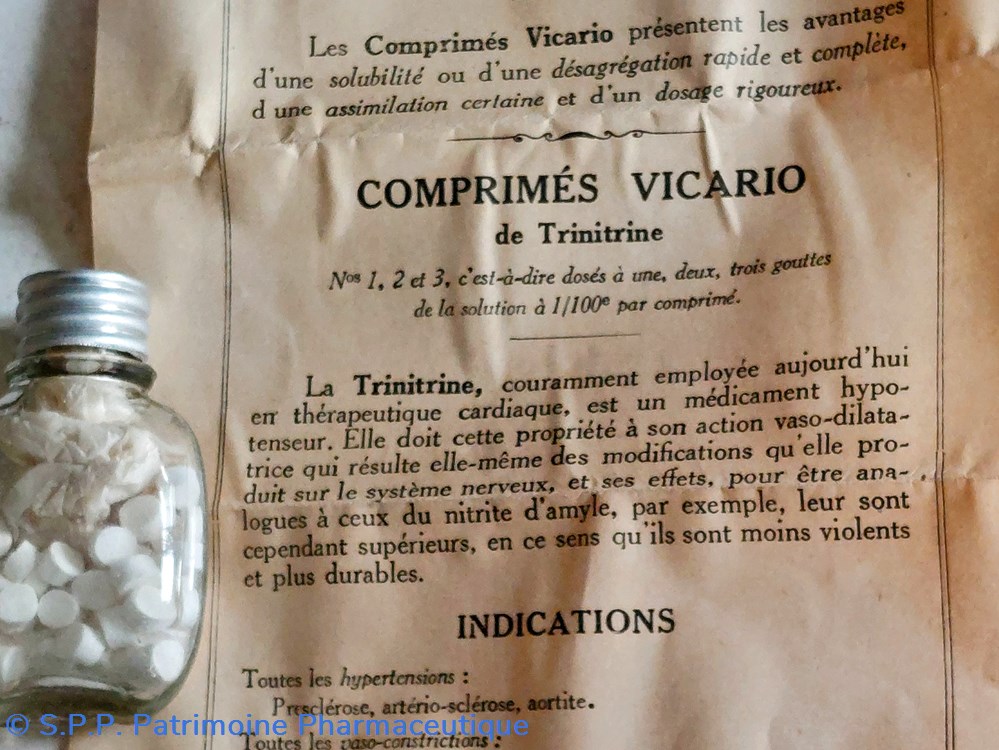 Les Comprimés Vicario présentent les avantages
d'une solubilité ou d'une désagrégation rapide et complète,
d une assimilation certaine et d'un dosage rigoureux.
COMPRIMÉS VICARIO
de Trinitrine
Nos 1, 2 et 3, c'est-à-dire dosés à une, deux, trois gouttes
de la solution à 1/100e par comprimé.
La Trinitrine, couramment employée aujourd'hui
en thérapeutique cardiaque, est un médicament hypo-
tenseur. Elle doit cette propriété à son action vaso-dilata-
trice qui résulte elle-même des modifications qu'elle pro-
duit sur le système nerveux, et ses effets, pour être ana-
logues à ceux du nitrite d'amyle, par exemple, leur sont
cependant supérieurs, en ce sens qu'ils sont moins violents
et plus durables.
INDICATIONS
Toutes les hypertensions :
Presclérose, artério-sclérose, aortite.
Toutes les vaso-constrictions :
© S.P.P. Patrimoine Pharmaceutique